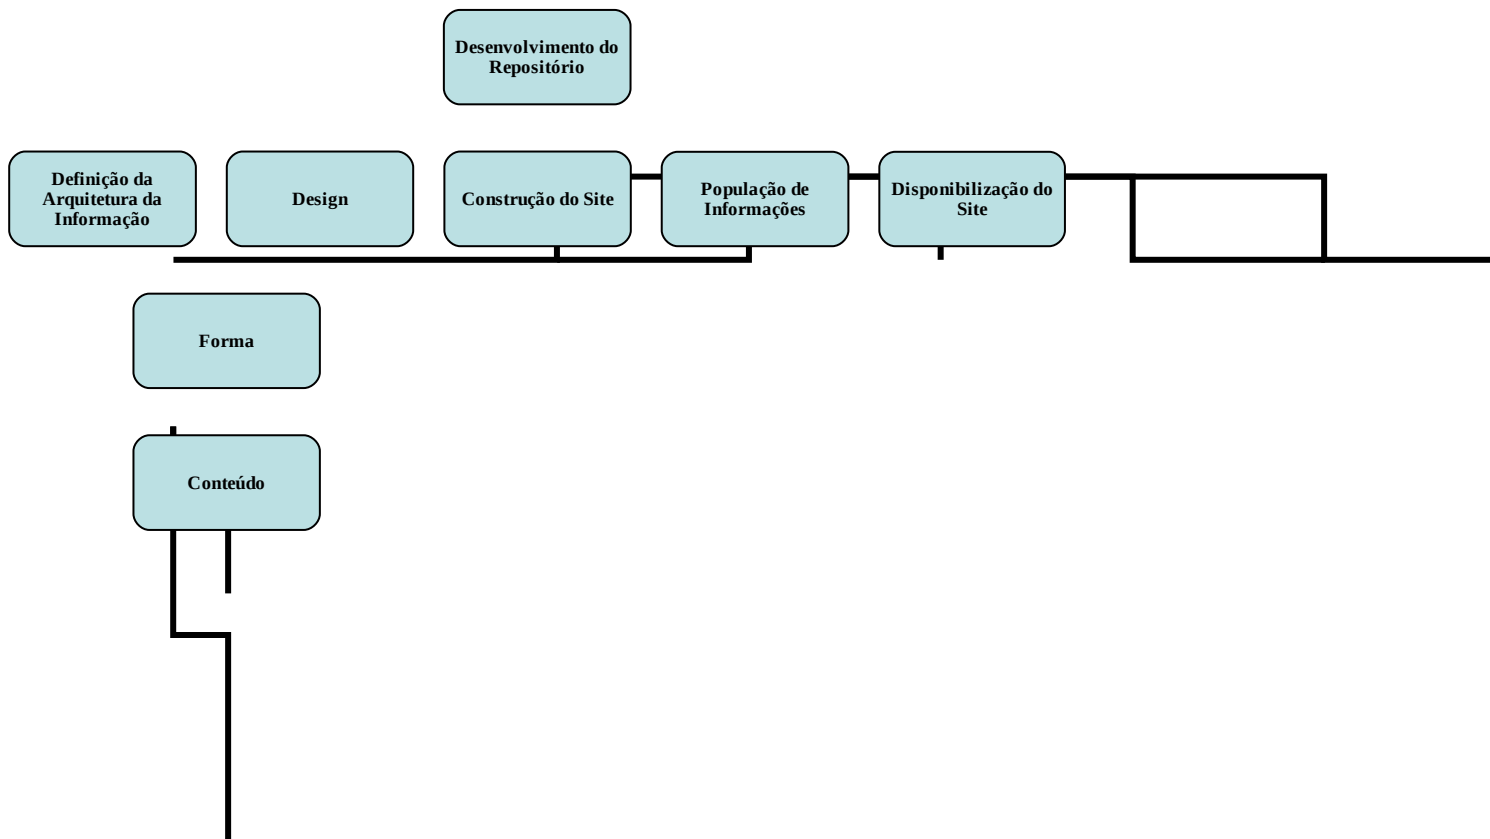 Desenvolvimento do
Repositório
Definição da
Arquitetura da
Informação
Design
Construção do Site
População de
Informações
Disponibilização do
Site
Forma
Conteúdo